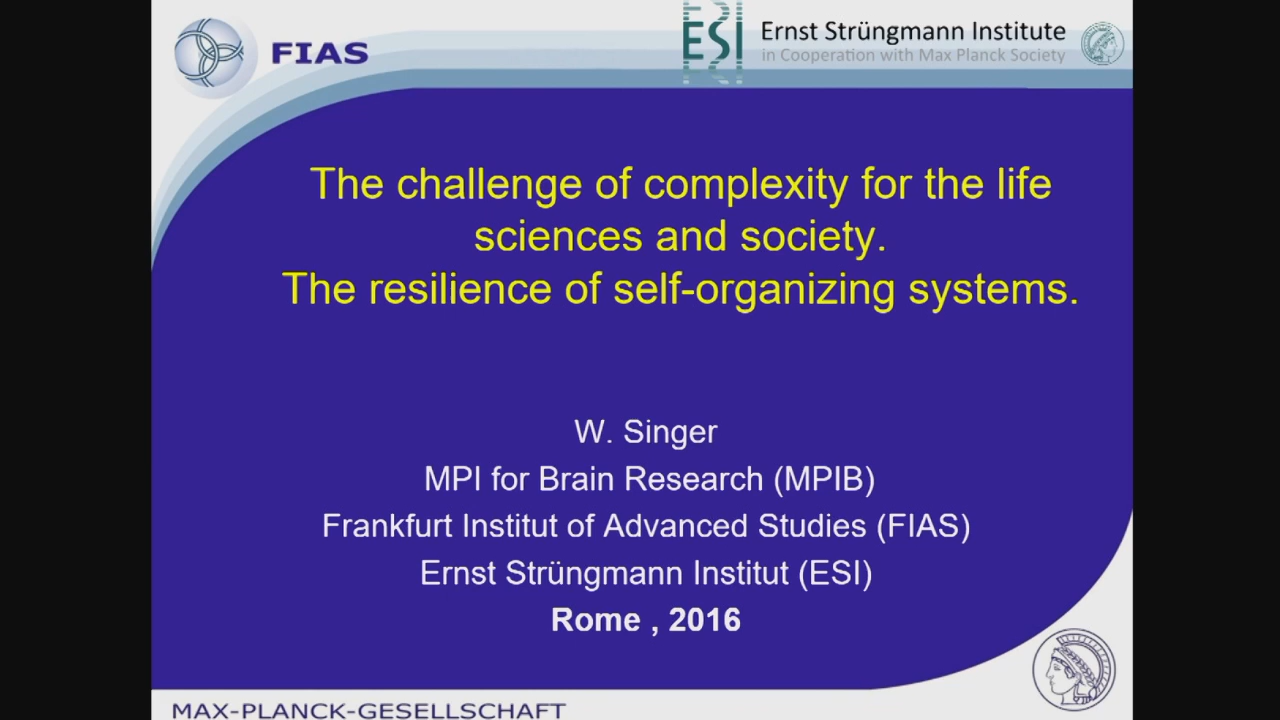 FIAS
ESI
Ernst Strüngmann Institute
in Cooperation with Max Planck Society
The challenge of complexity for the life
sciences and society.
The resilience of self-organizing systems.
W. Singer
MPI for Brain Research (MPIB)
Frankfurt Institut of Advanced Studies (FIAS)
Ernst Strüngmann Institut (ESI)
Rome , 2016
MAX-PLANCK-GESELLSCHAFT